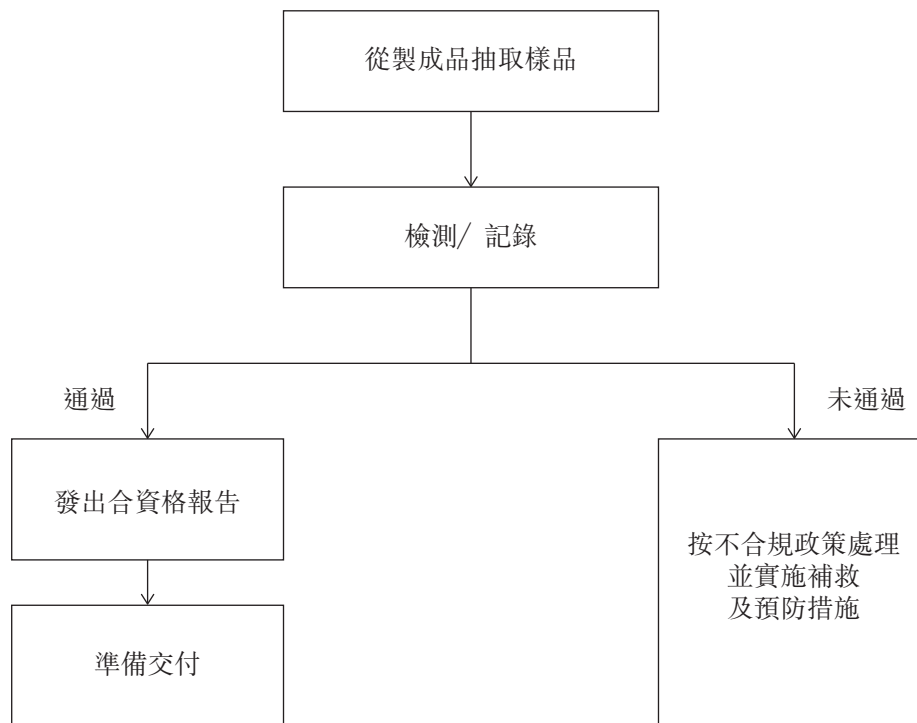 從製成品抽取樣品
檢測/ 記錄
通過
未通過
發出合資格報告
按不合規政策處理
並實施補救
及預防措施
準備交付